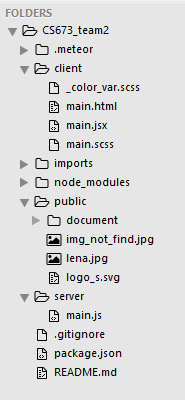 FOLDERS
CS673_team2
.meteor
client
_color_var.scss
main.html
main.jsx
main.scss
imports
node_modules
public
document
img_not_find.jpg
lena.jpg
logo_s.svg
server
main.js
.gitignore
package.json
README.md